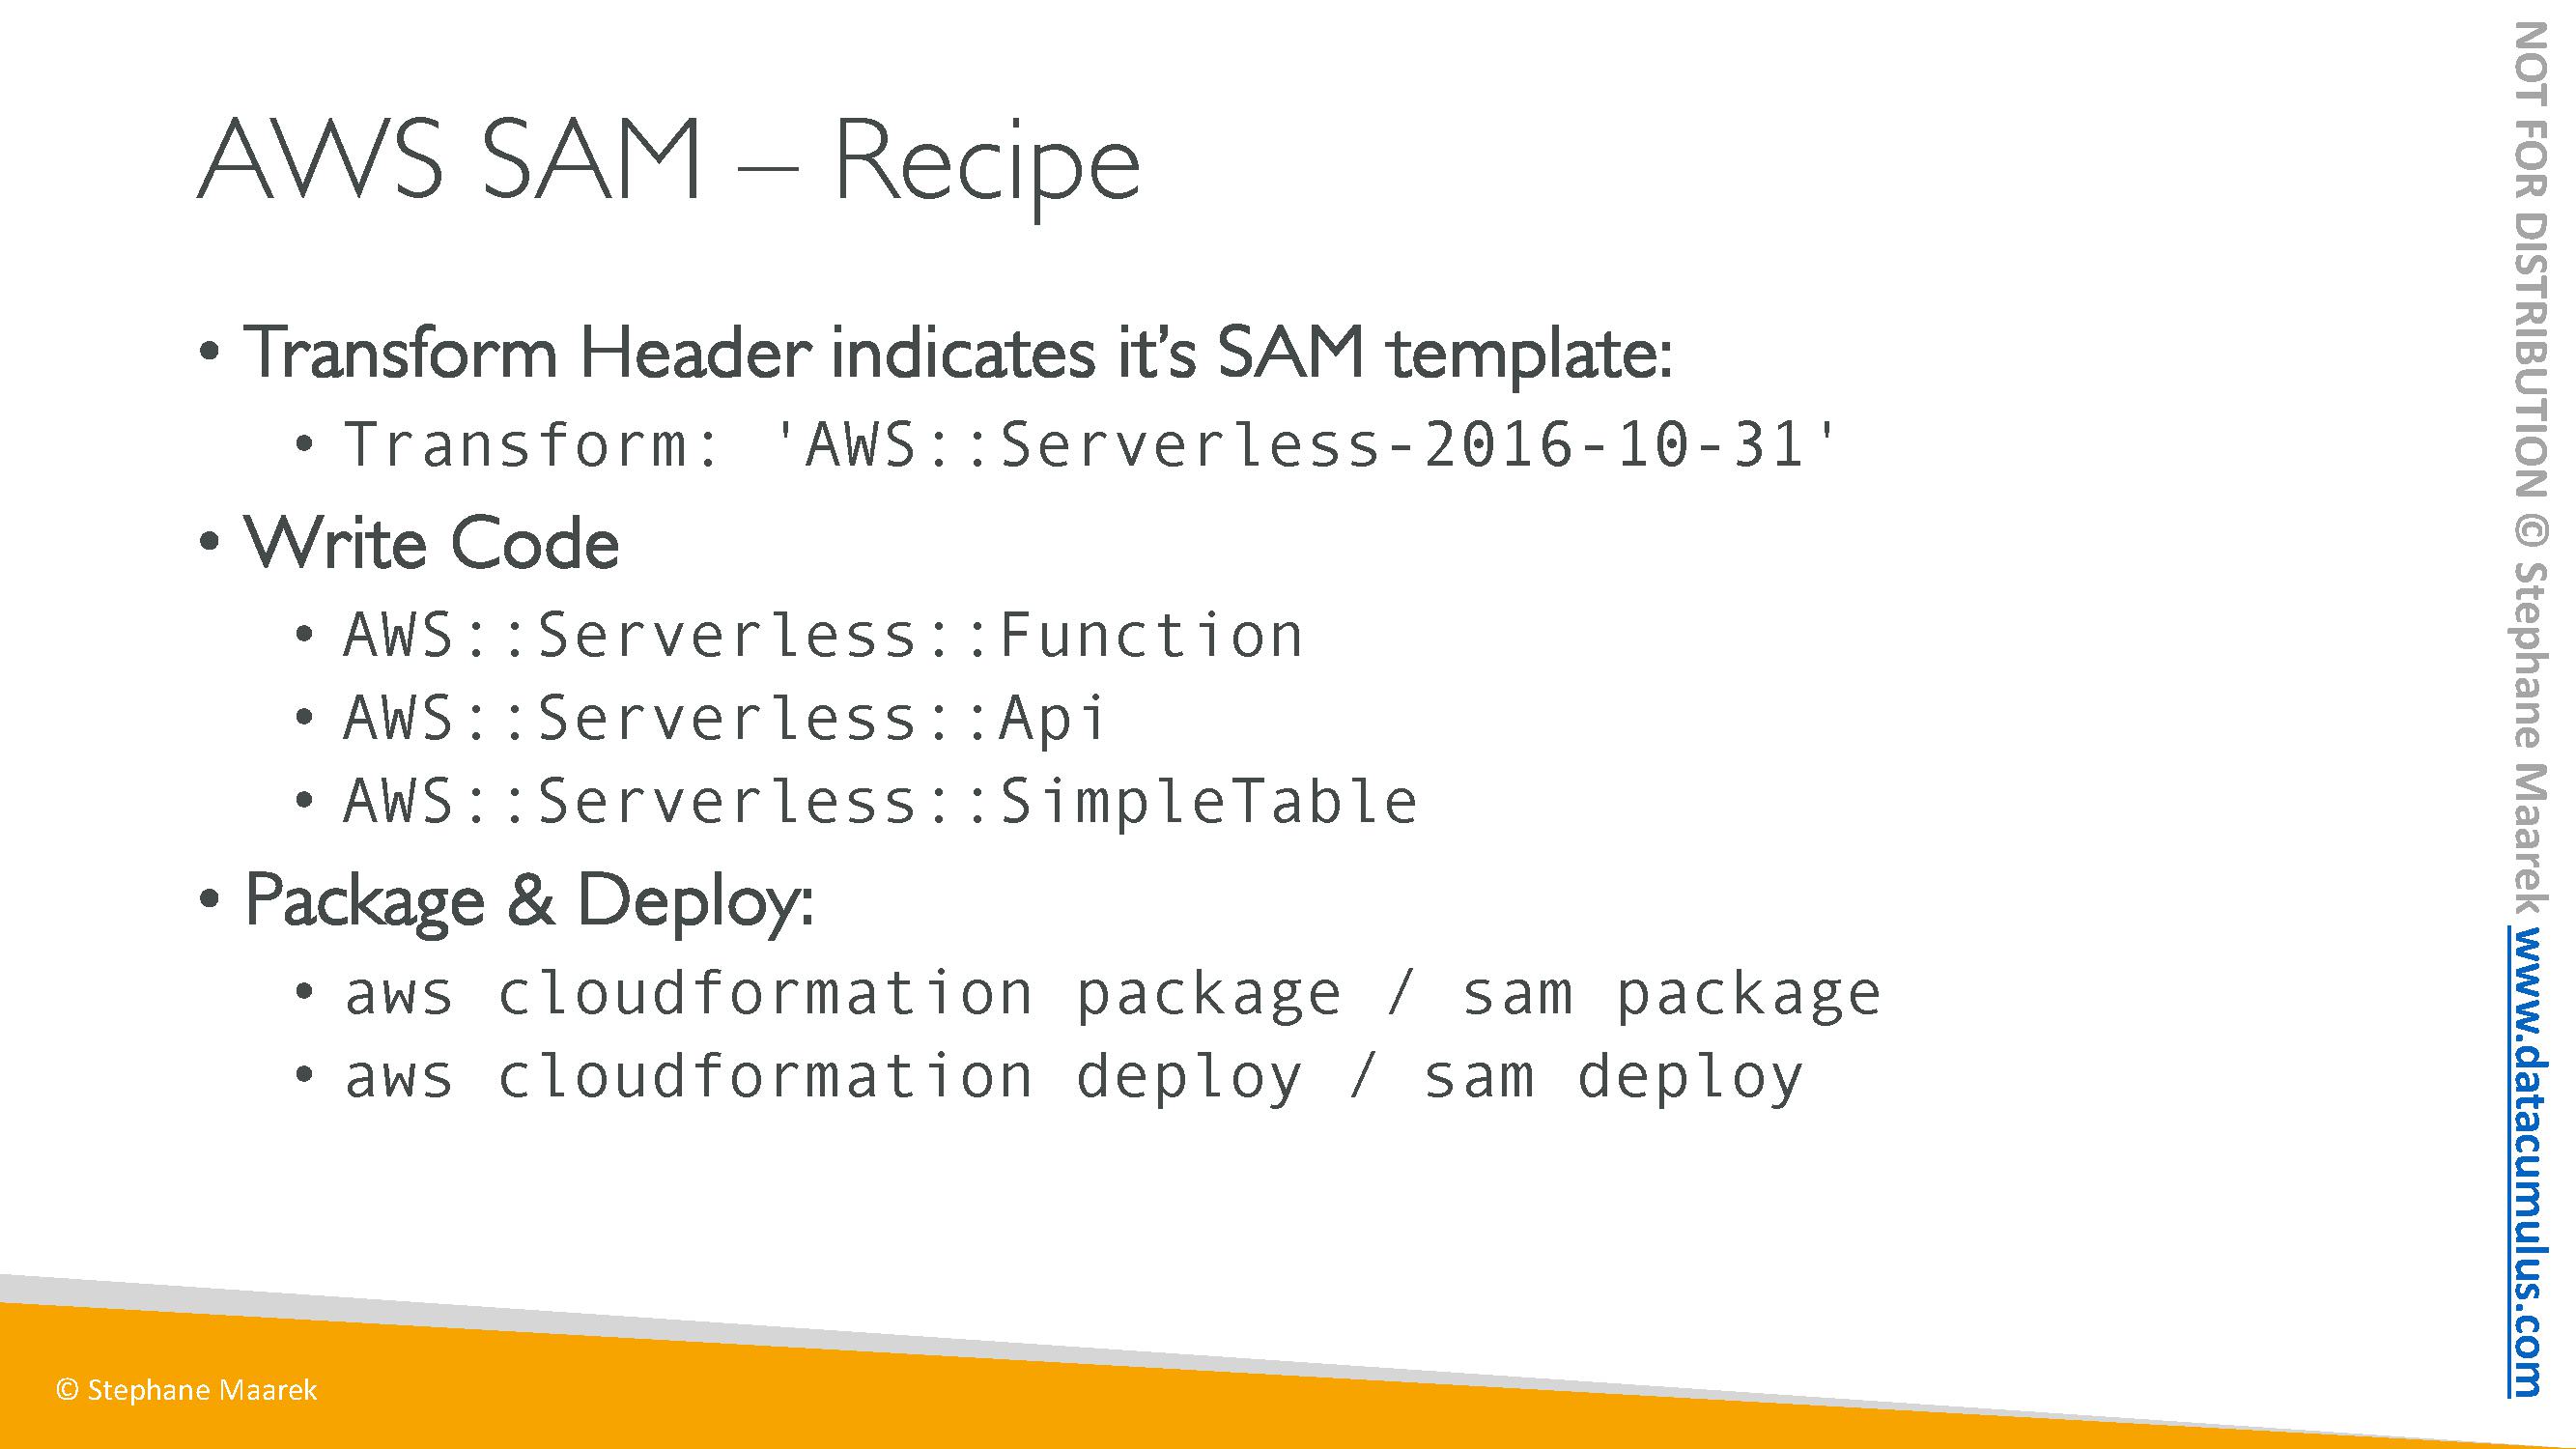 AWS SAM – Recipe
• Transform Header indicates it’s SAM template:
• Transform: 'AWS::Serverless-2016-10-31'
• Write Code
• AWS::Serverless::Function
• AWS::Serverless::Api
• AWS::Serverless::SimpleTable
• Package & Deploy:
• aws cloudformation package / sam package
• aws cloudformation deploy / sam deploy
© Stephane Maarek
NOT FOR DISTRIBUTION © Stephane Maarek www.datacumulus.com